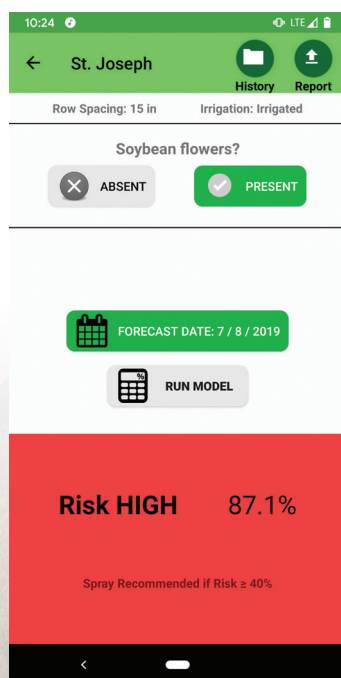 10:24 LTE
St. Joseph
History Report
Row Spacing: 15 in Irrigation: Irrigated
Soybean flowers?
ABSENT PRESENT
FORECAST DATE: 7 / 8 / 2019
%
RUN MODEL
Risk HIGH 87.1%
Spray Recommended if Risk ≥ 40%